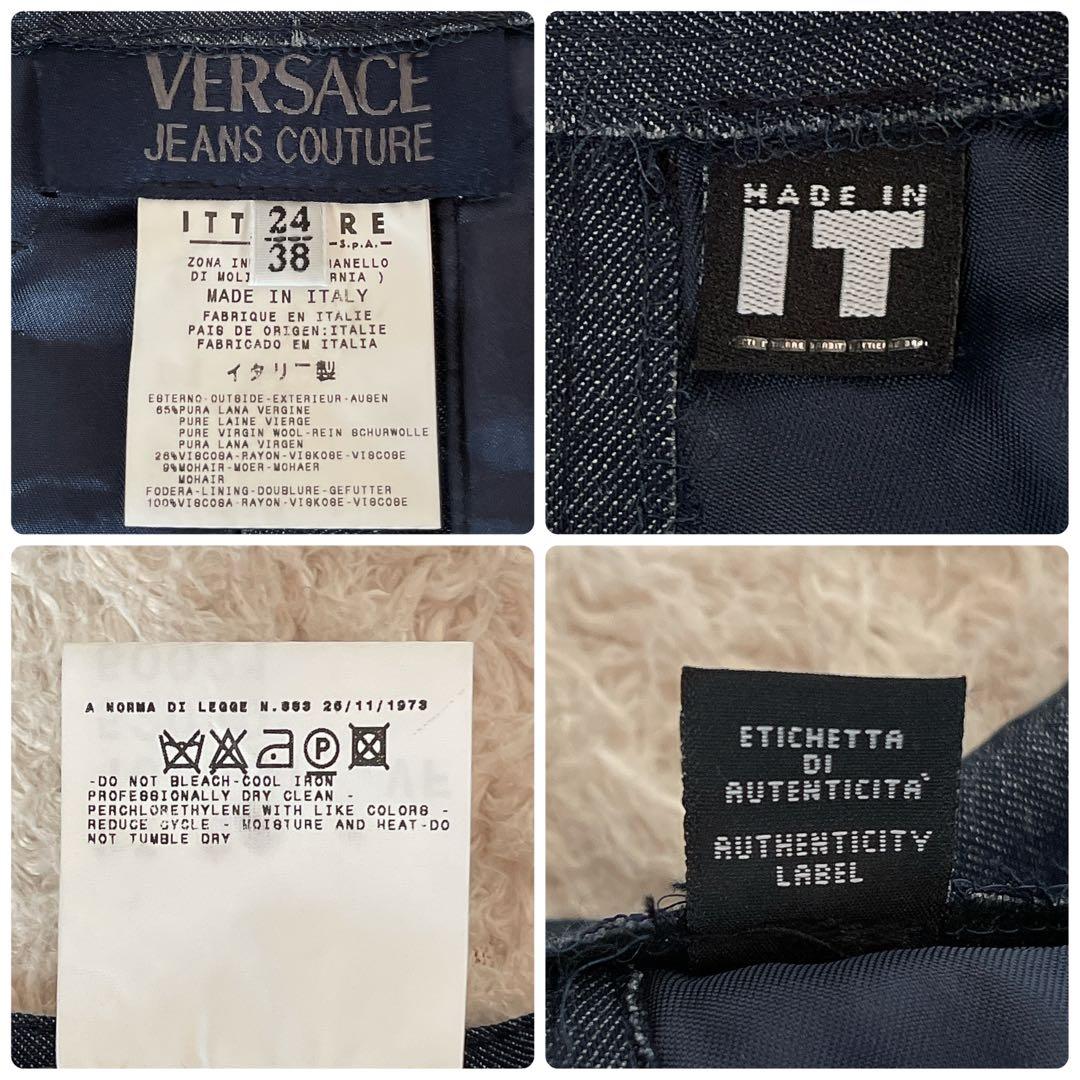 VERSACE
JEANS COUTURE
24
38
ITT RE
S.p.A.
ZONA IN ANELLO
DI MOLI RNIA )
MADE IN ITALY
FABRIQUE EN ITALIE
PAIS DE ORIGEN:ITALIE
FABRICADO EM ITALIA
イタリー製
ESTERNO-OUTSIDE-EXTERIEUR-AUSEN
65%PURA LANA VERGINE
PURE LAINE VIERGE
PURE VIRGIN WOOL-REIN SCHURWOLLE
PURA LANA VIRGEN
26%VISCOSA-RAYON-VISKOSE-VISCOSE
9%MOHAIR-MOER-MOHAER
MOHAIR
FODERA-LINING-DOUBLURE-GEFUTTER
100%VISCOSA-RAYON-VISKOSE-VISCOSE
MADE IN
IT
A NORMA DI LEGGE N.883 26/11/1973
P
-DO NOT BLEACH-COOL IRON
PROFESSIONALLY DRY CLEAN -
PERCHLORETHYLENE WITH LIKE COLORS -
REDUCE CYCLE - MOISTURE AND HEAT-DO
NOT TUMBLE DRY
ETICHETTA
DI
AUTENTICITA'
AUTHENTICITY
LABEL